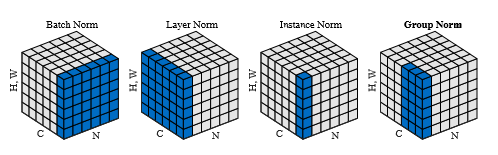 Batch Norm
H, W
C
N
Layer Norm
H, W
C
N
Instance Norm
H, W
C
N
Group Norm
H, W
C
N